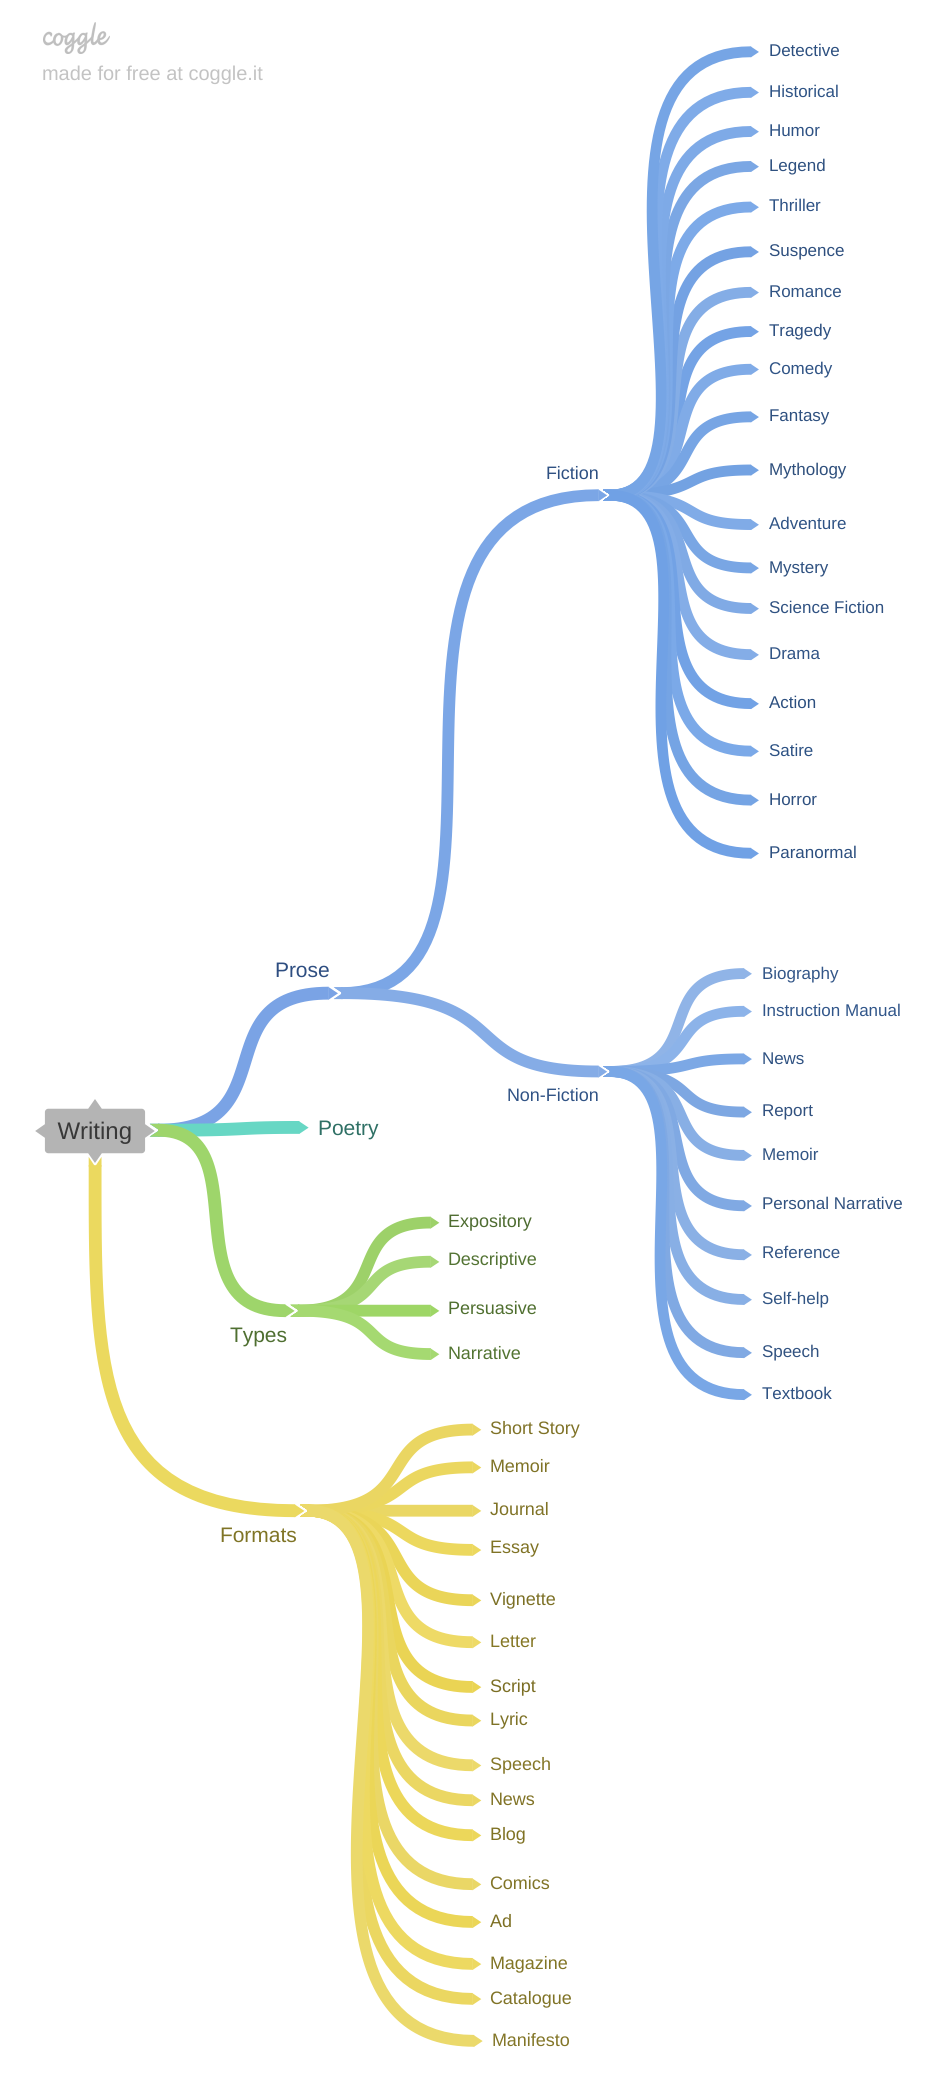 coggle
made for free at coggle.it
Writing
Prose
Fiction
Detective
Historical
Humor
Legend
Thriller
Suspence
Romance
Tragedy
Comedy
Fantasy
Mythology
Adventure
Mystery
Science Fiction
Drama
Action
Satire
Horror
Paranormal
Non-Fiction
Biography
Instruction Manual
News
Report
Memoir
Personal Narrative
Reference
Self-help
Speech
Textbook
Poetry
Types
Expository
Descriptive
Persuasive
Narrative
Formats
Short Story
Memoir
Journal
Essay
Vignette
Letter
Script
Lyric
Speech
News
Blog
Comics
Ad
Magazine
Catalogue
Manifesto